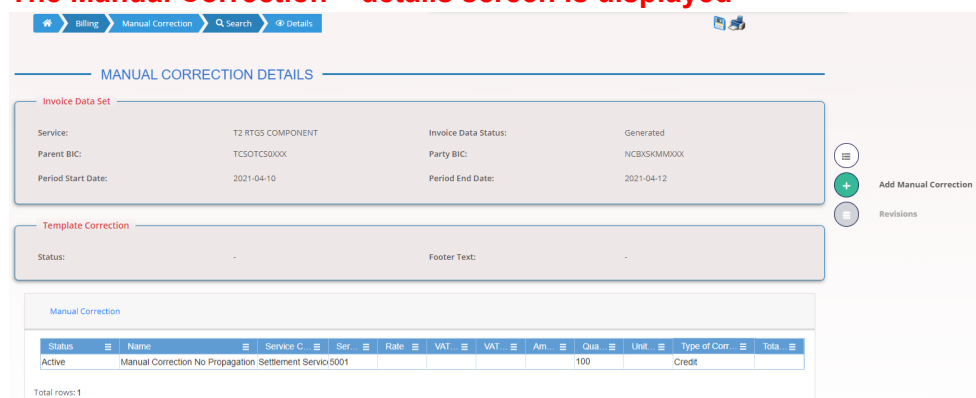 The Manual Correction – details screen is displayed
Billing Manual Correction Search Details
MANUAL CORRECTION DETAILS
Invoice Data Set
Service: T2 RTGS COMPONENT Invoice Data Status: Generated
Parent BIC: TCSOTCS0XXX Party BIC: NCBXSKMMXXX
Period Start Date: 2021-04-10 Period End Date: 2021-04-12
Add Manual Correction
Revisions
Template Correction
Status: - Footer Text: -
Manual Correction
Status Name Service C... Ser... Rate VAT... VAT... Am... Qua... Unit... Type of Corr... Tota...
Active Manual Correction No Propagation Settlement Servic 5001 100 Credit
Total rows: 1